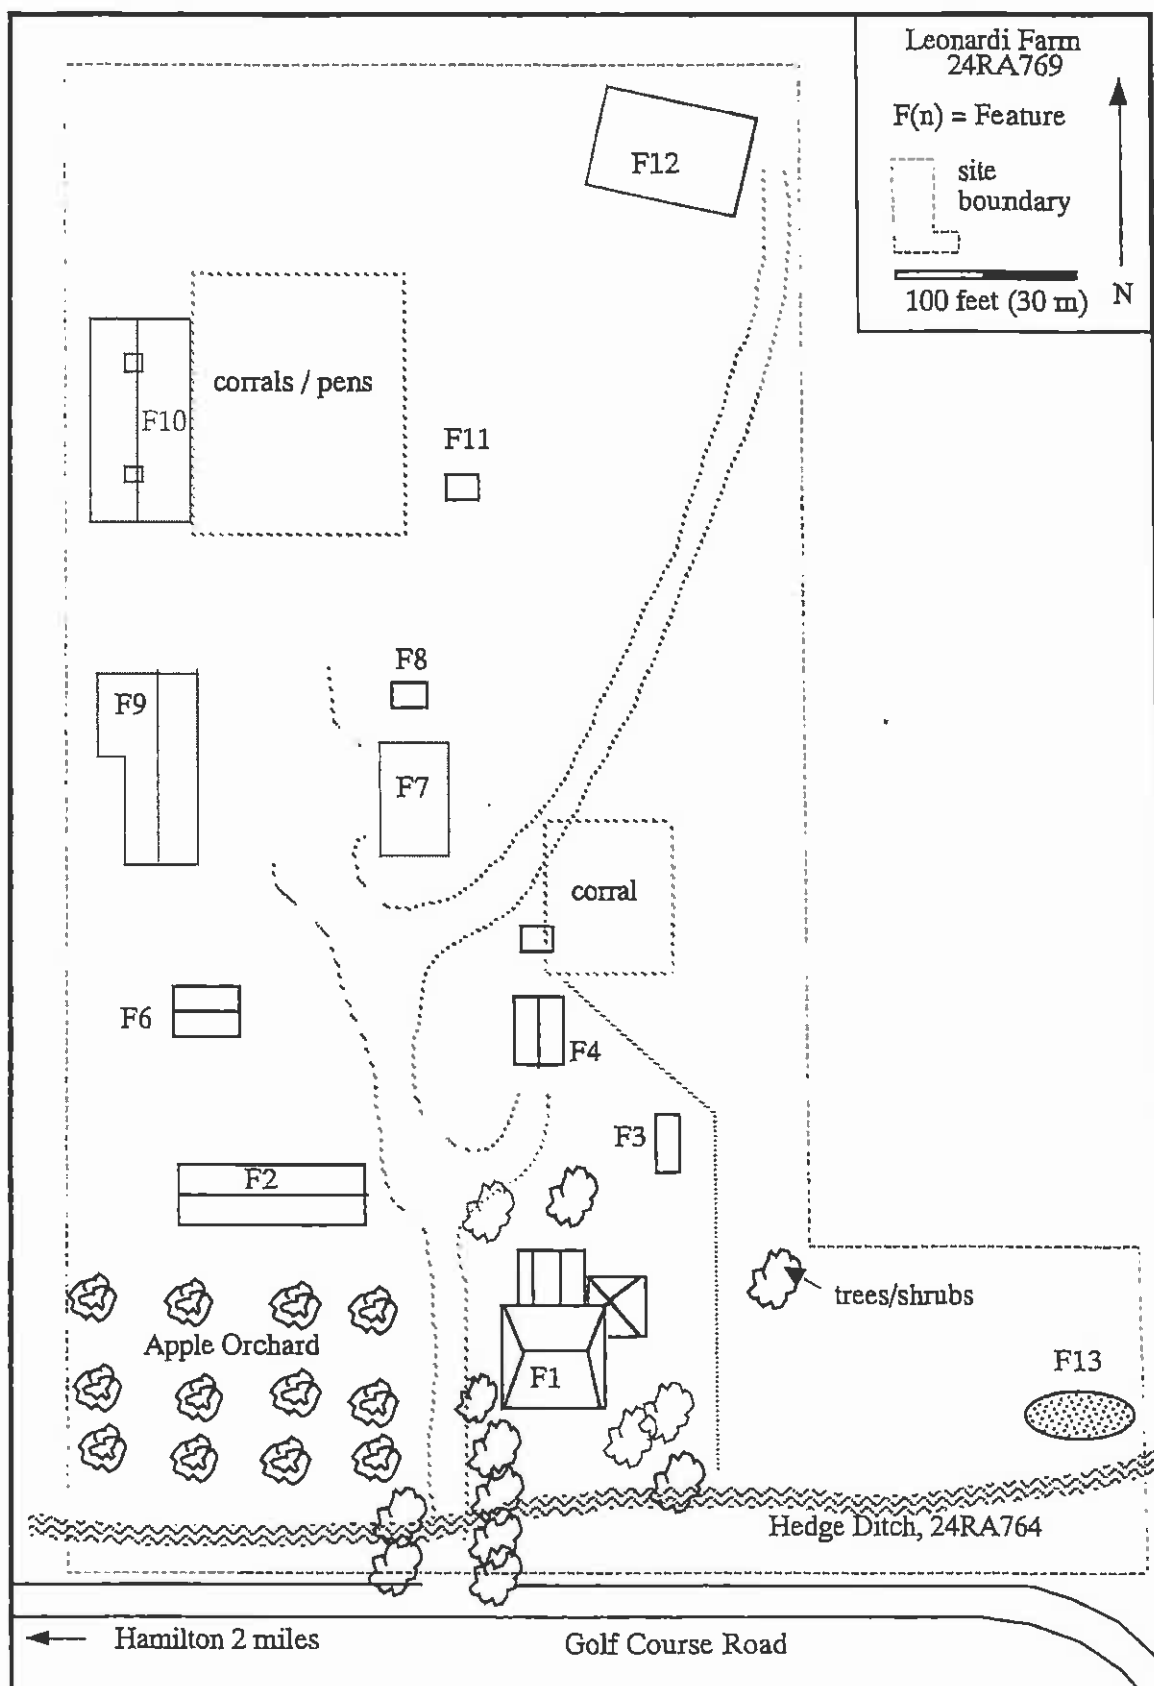 Leonardi Farm
24RA769
F(n) = Feature
site
boundary
100 feet (30 m)
N
F12
corrals / pens
F10
F11
F8
F9
F7
corral
F6
F4
F3
F2
trees/shrubs
Apple Orchard
F1
F13
Hedge Ditch, 24RA764
Hamilton 2 miles
Golf Course Road